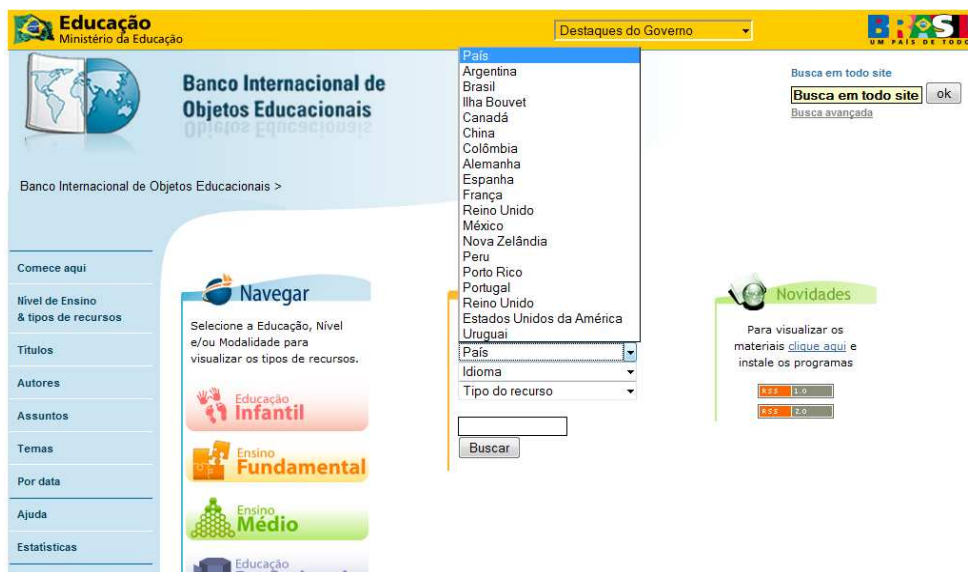 Educação
Ministério da Educação
Destaques do Governo
UM PAÍS DE TODO
Banco Internacional de
Objetos Educacionais
Busca em todo site
Busca em todo site
ok
Busca avançada
Banco Internacional de Objetos Educacionais >
País
Argentina
Brasil
Ilha Bouvet
Canadá
China
Colômbia
Alemanha
Espanha
França
Reino Unido
México
Nova Zelândia
Peru
Porto Rico
Portugal
Reino Unido
Estados Unidos da América
Uruguai
País
Idioma
Tipo do recurso
Buscar
Comece aqui
Nível de Ensino
& tipos de recursos
Títulos
Autores
Assuntos
Temas
Por data
Ajuda
Estatísticas
Navegar
Selecione a Educação, Nível
e/ou Modalidade para
visualizar os tipos de recursos.
Educação
Infantil
Ensino
Fundamental
Ensino
Médio
Educação
Novidades
Para visualizar os
materiais clique aqui e
instale os programas
RSS 1.0
RSS 2.0